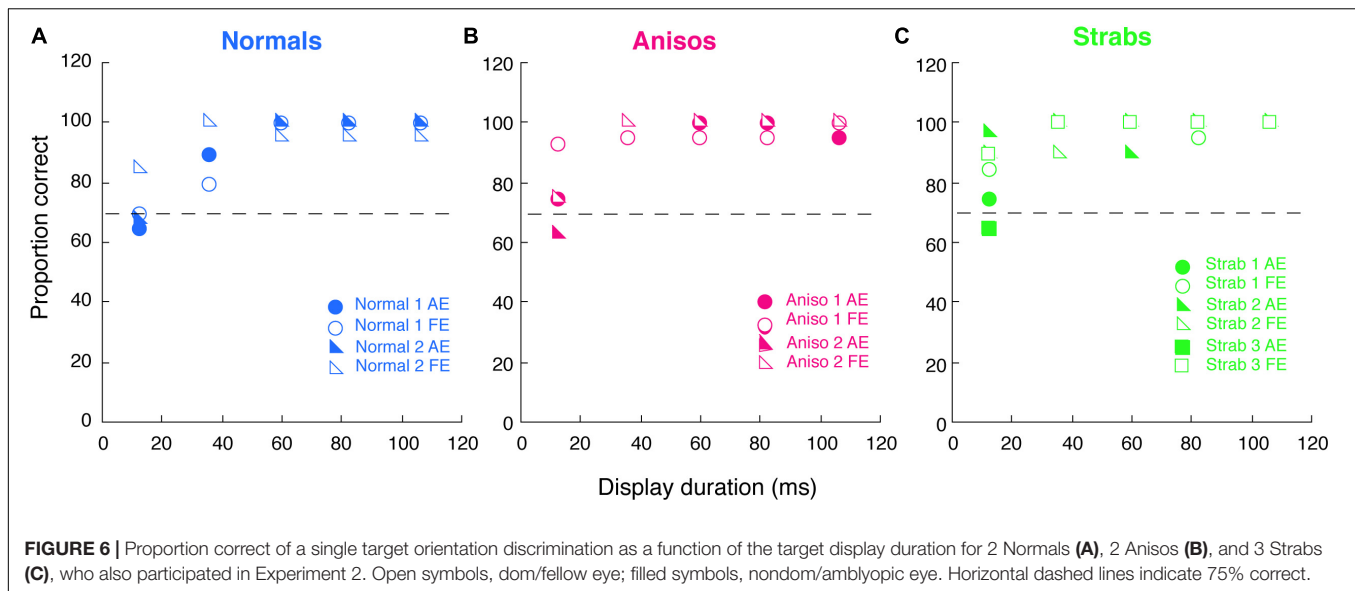 A
Normals
120
100
80
60
40
20
0
0 20 40 60 80 100 120
Proportion correct
Normal 1 AE
Normal 1 FE
Normal 2 AE
Normal 2 FE
B
Anisos
120
100
80
60
40
20
0
0 20 40 60 80 100 120
Aniso 1 AE
Aniso 1 FE
Aniso 2 AE
Aniso 2 FE
C
Strabs
120
100
80
60
40
20
0
0 20 40 60 80 100 120
Strab 1 AE
Strab 1 FE
Strab 2 AE
Strab 2 FE
Strab 3 AE
Strab 3 FE
Display duration (ms)
FIGURE 6 | Proportion correct of a single target orientation discrimination as a function of the target display duration for 2 Normals (A), 2 Anisos (B), and 3 Strabs
(C), who also participated in Experiment 2. Open symbols, dom/fellow eye; filled symbols, nondom/amblyopic eye. Horizontal dashed lines indicate 75% correct.